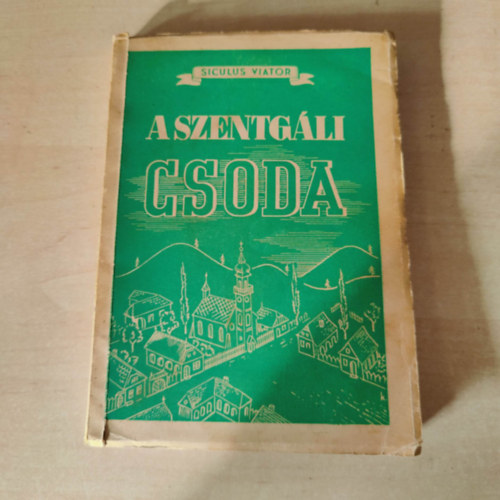 SICULUS VIATOR
A SZENTGÁLI
CSODA